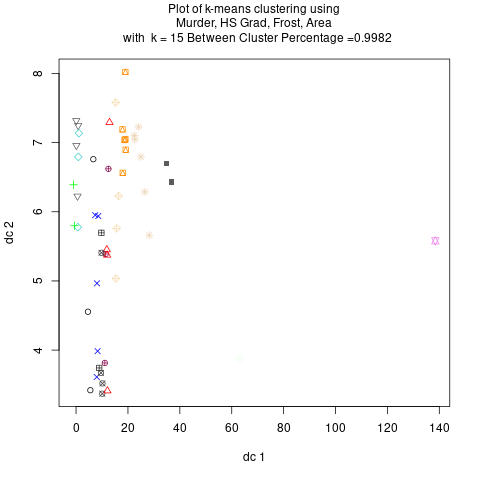 Plot of k-means clustering using
Murder, HS Grad, Frost, Area
with k = 15 Between Cluster Percentage =0.9982
8
7
6
5
4
dc 2
0 20 40 60 80 100 120 140
dc 1